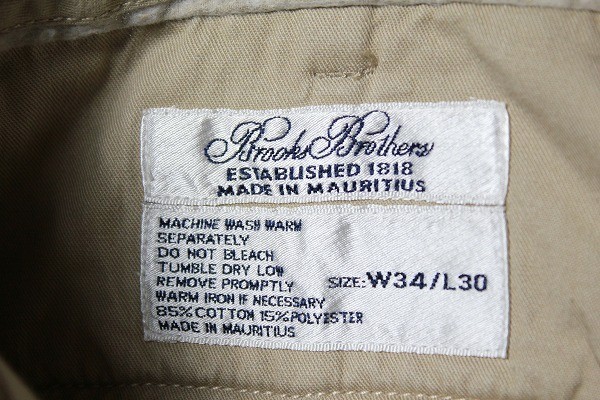 Brooks Brothers
ESTABLISHED 1818
MADE IN MAURITIUS
MACHINE WASH WARM
SEPARATELY
DO NOT BLEACH
TUMBLE DRY LOW
REMOVE PROMPTLY
WARM IRON IF NECESSARY
85% COTTON 15% POLYESTER
MADE IN MAURITIUS
SIZE: W34/L30